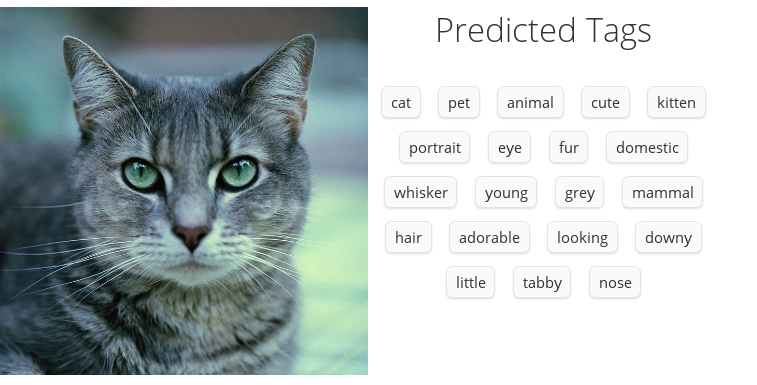 Predicted Tags
cat pet animal cute kitten
portrait eye fur domestic
whisker young grey mammal
hair adorable looking downy
little tabby nose